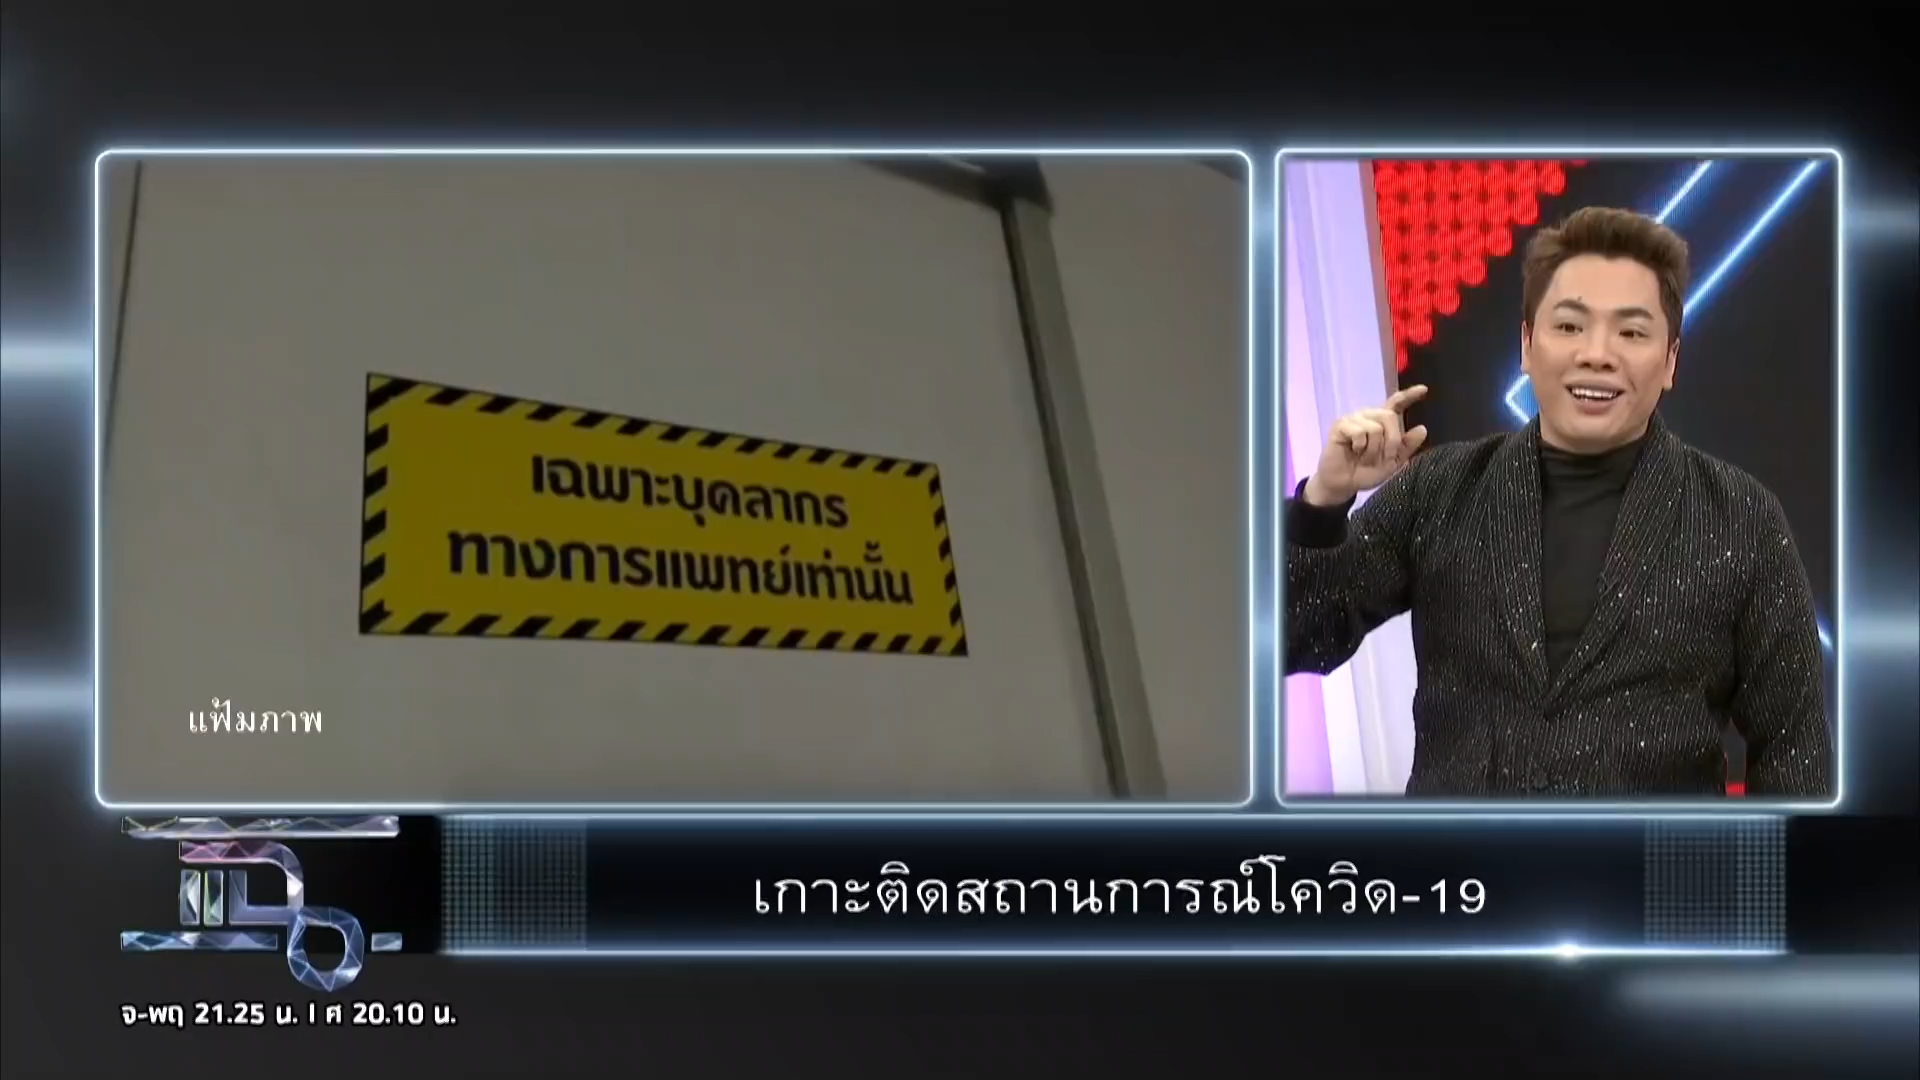 เฉพาะบุคลากร
ทางการแพทย์เท่านั้น
แฟ้มภาพ
แฉ
เกาะติดสถานการณ์โควิด-19
จ-พฤ 21.25 น. | ศ 20.10 น.